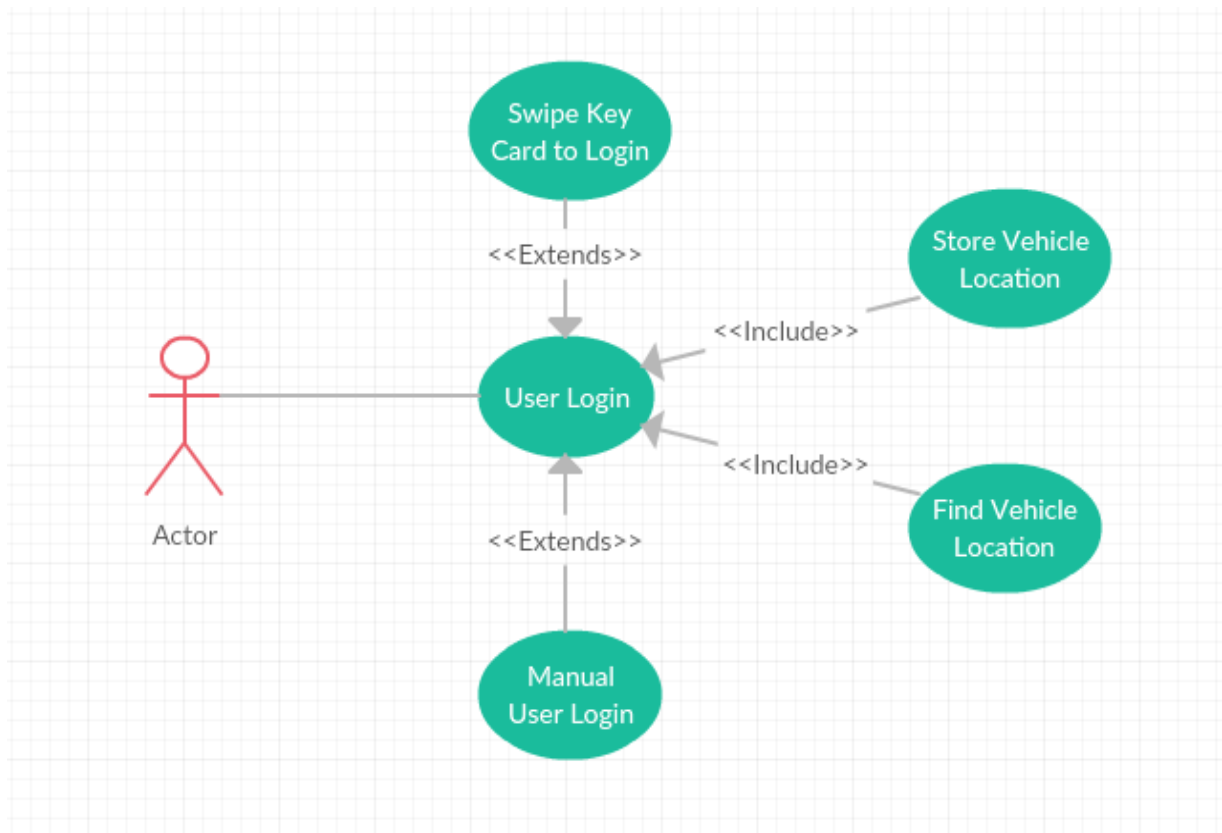 Swipe Key
Card to Login
<<Extends>>
Store Vehicle
Location
<<Include>>
User Login
<<Include>>
Find Vehicle
Location
Actor
<<Extends>>
Manual
User Login